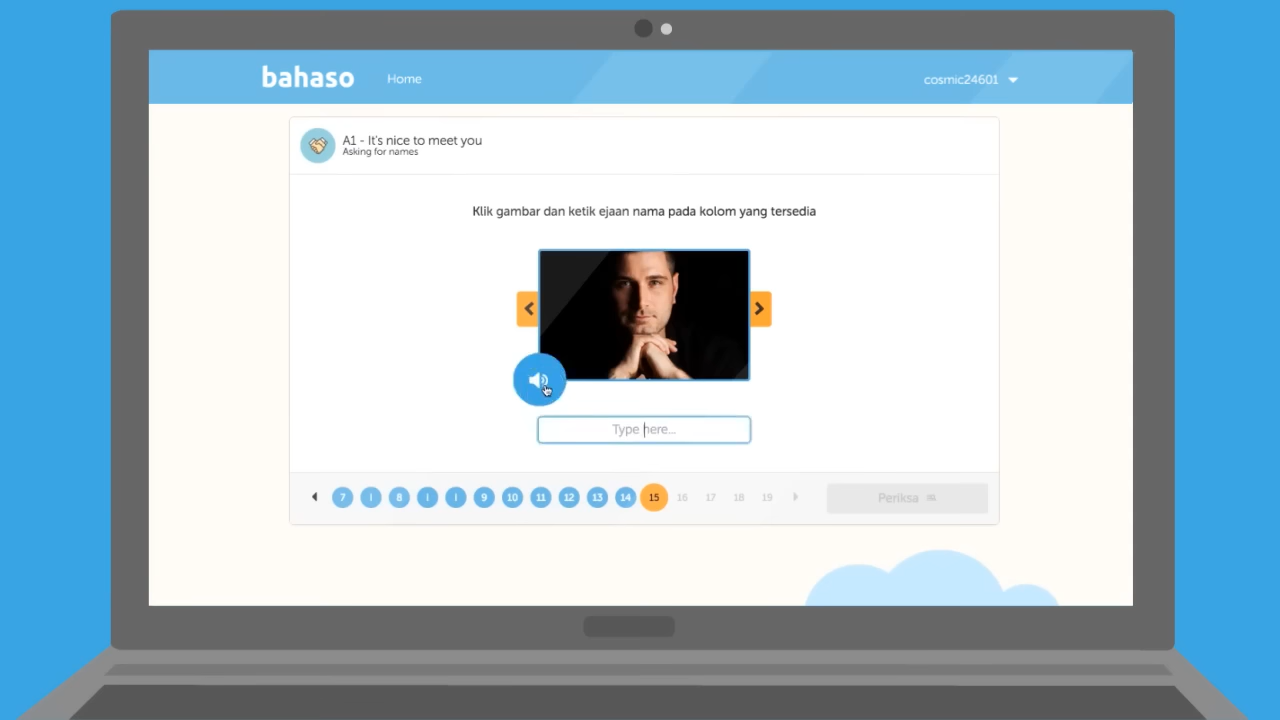 bahaso
Home
cosmic24601
A1 - It's nice to meet you
Asking for names
Klik gambar dan ketik ejaan nama pada kolom yang tersedia
Type here...
7 I 8 I I 9 10 11 12 13 14 15 16 17 18 19
Periksa